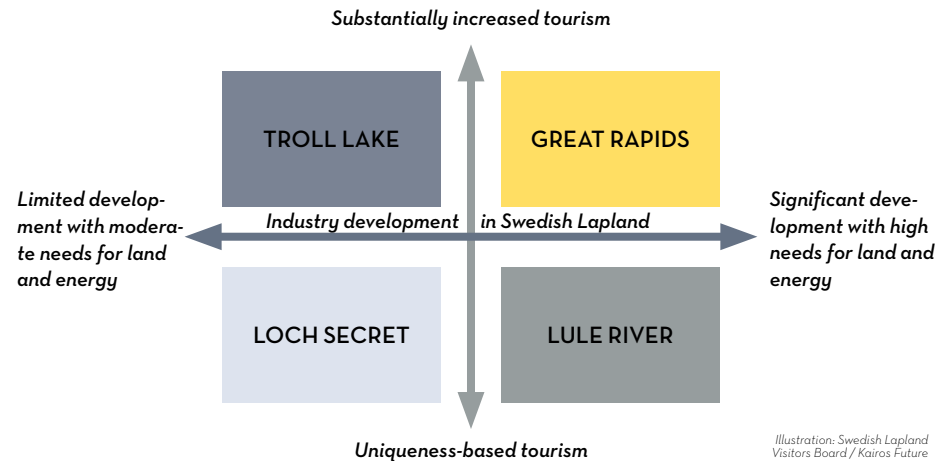 Substantially increased tourism
TROLL LAKE
GREAT RAPIDS
Limited develop-
ment with modera-
te needs for land
and energy
Industry development in Swedish Lapland
Significant deve-
lopment with high
needs for land and
energy
LOCH SECRET
LULE RIVER
Uniqueness-based tourism
Illustration: Swedish Lapland
Visitors Board / Kairos Future